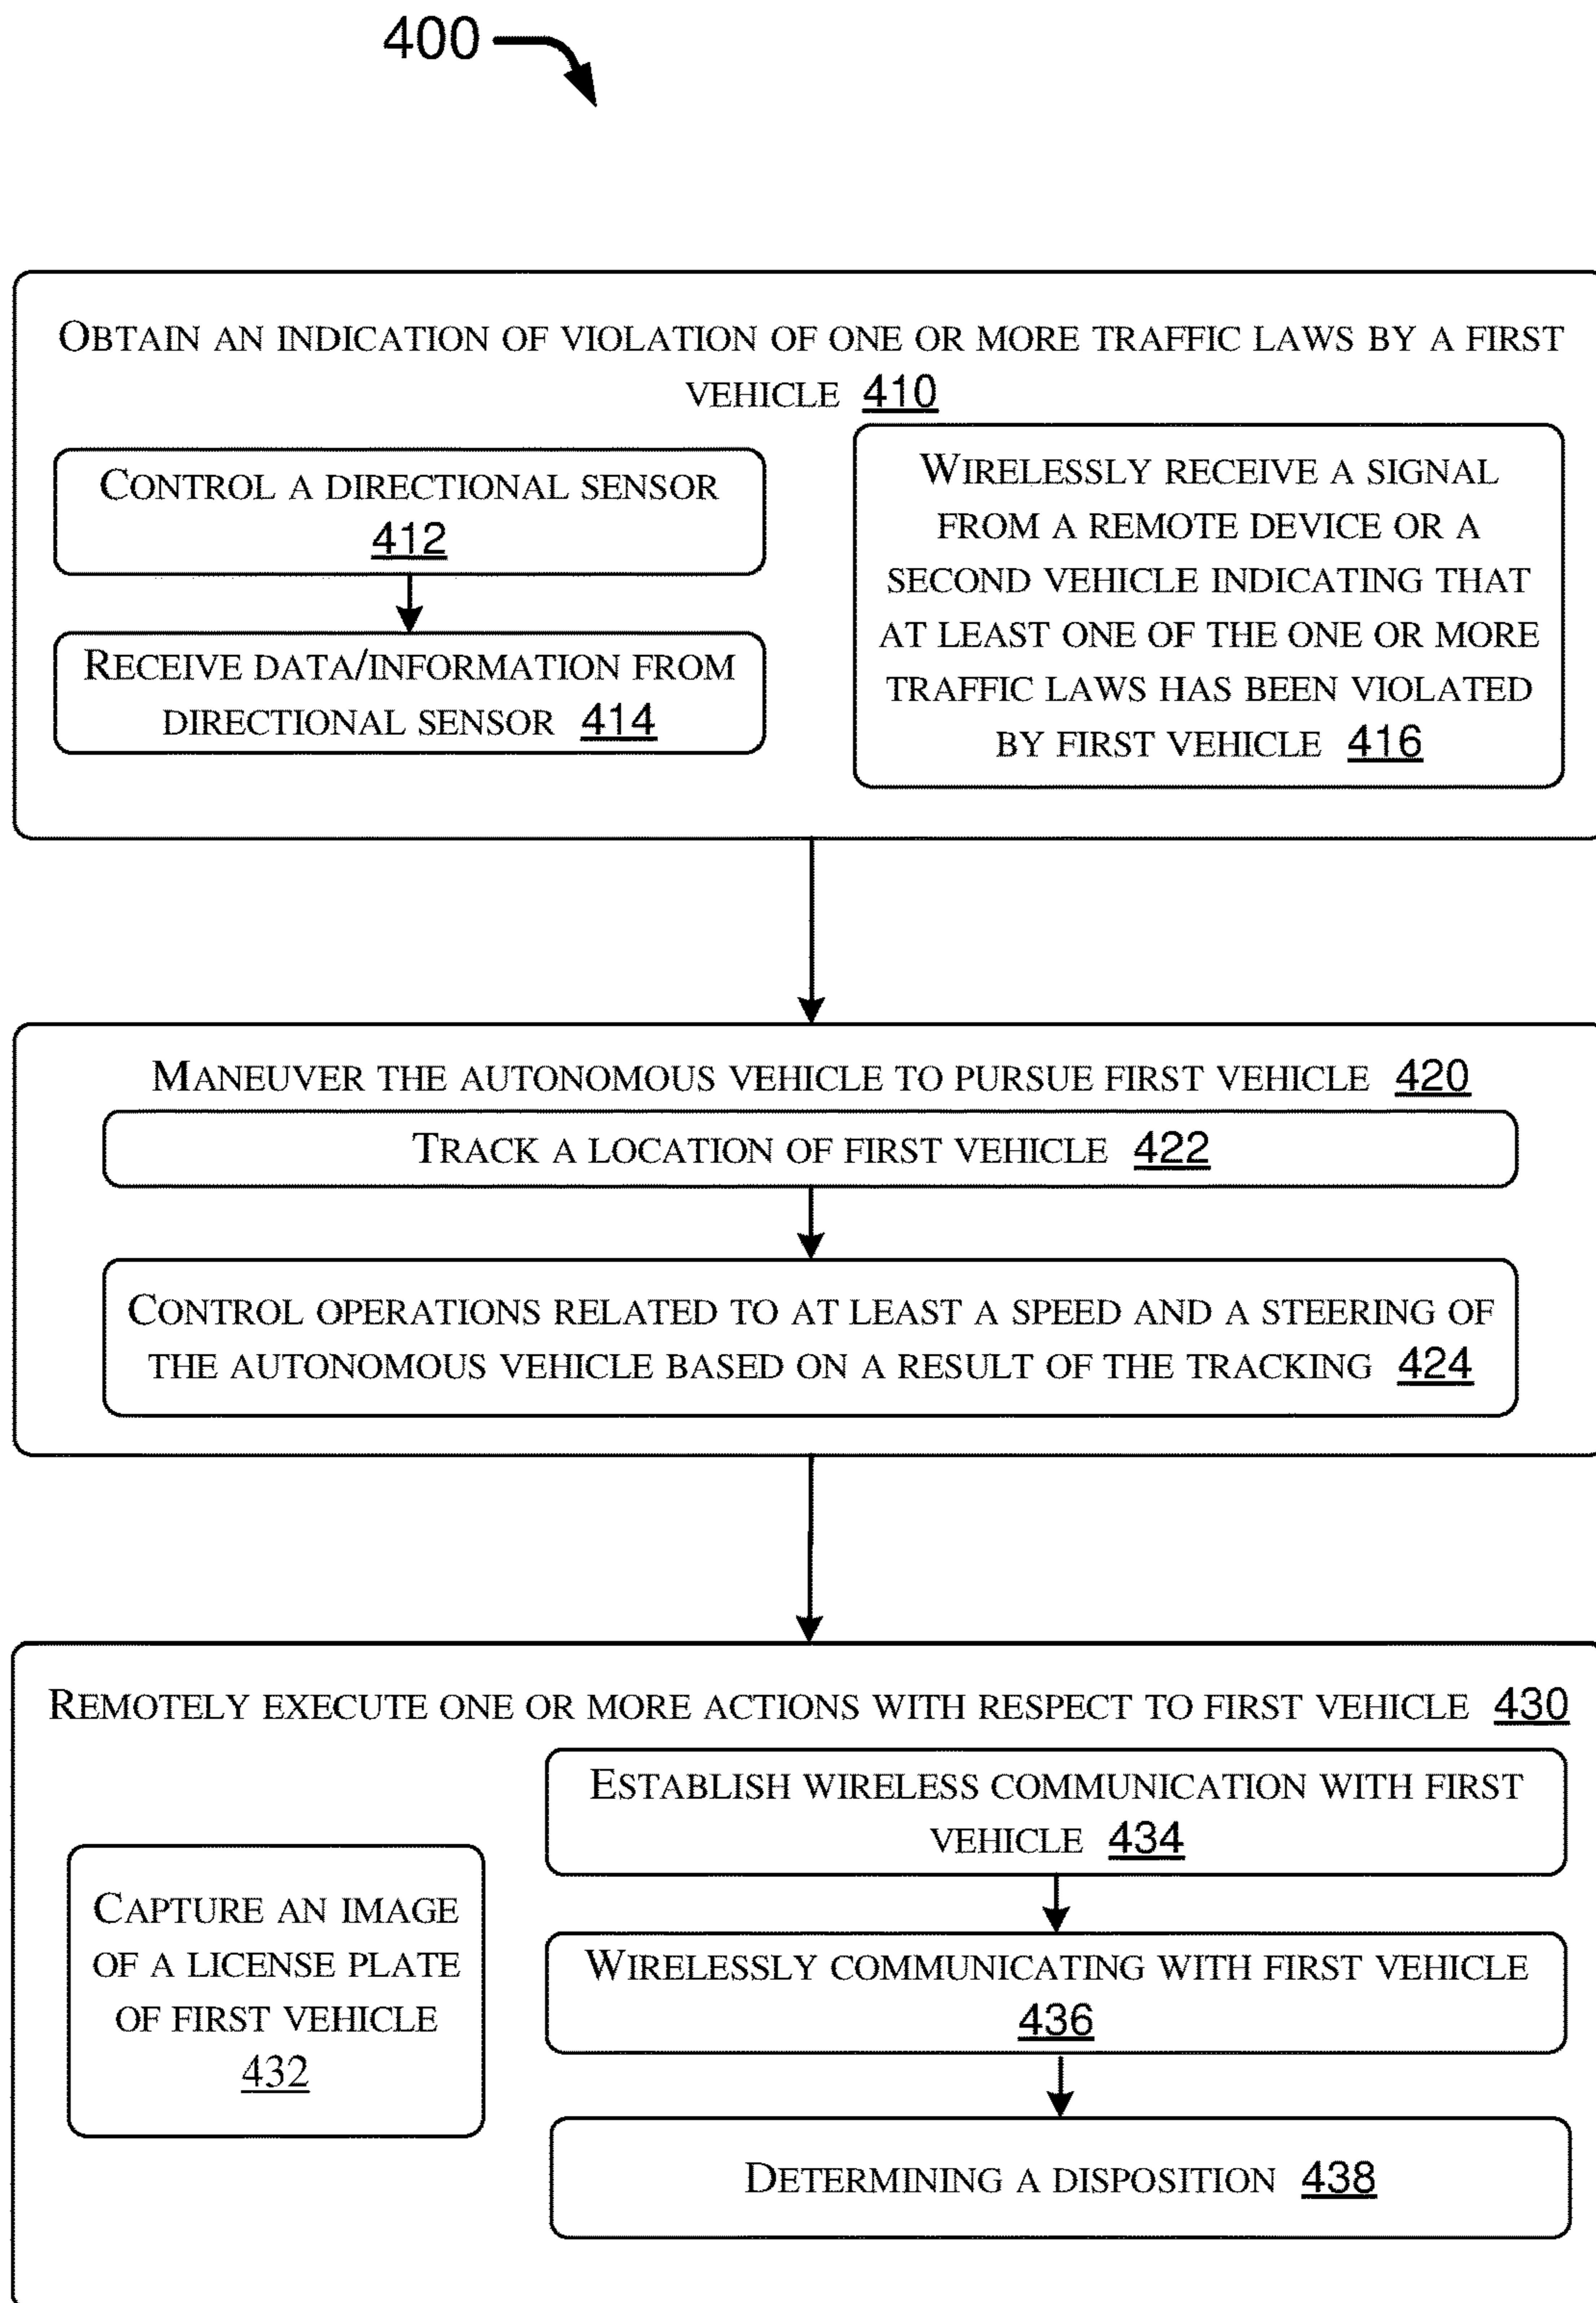 400
OBTAIN AN INDICATION OF VIOLATION OF ONE OR MORE TRAFFIC LAWS BY A FIRST
VEHICLE 410
CONTROL A DIRECTIONAL SENSOR
412
RECEIVE DATA/INFORMATION FROM
DIRECTIONAL SENSOR 414
WIRELESSLY RECEIVE A SIGNAL
FROM A REMOTE DEVICE OR A
SECOND VEHICLE INDICATING THAT
AT LEAST ONE OF THE ONE OR MORE
TRAFFIC LAWS HAS BEEN VIOLATED
BY FIRST VEHICLE 416
MANEUVER THE AUTONOMOUS VEHICLE TO PURSUE FIRST VEHICLE 420
TRACK A LOCATION OF FIRST VEHICLE 422
CONTROL OPERATIONS RELATED TO AT LEAST A SPEED AND A STEERING OF
THE AUTONOMOUS VEHICLE BASED ON A RESULT OF THE TRACKING 424
REMOTELY EXECUTE ONE OR MORE ACTIONS WITH RESPECT TO FIRST VEHICLE 430
CAPTURE AN IMAGE
OF A LICENSE PLATE
OF FIRST VEHICLE
432
ESTABLISH WIRELESS COMMUNICATION WITH FIRST
VEHICLE 434
WIRELESSLY COMMUNICATING WITH FIRST VEHICLE
436
DETERMINING A DISPOSITION 438